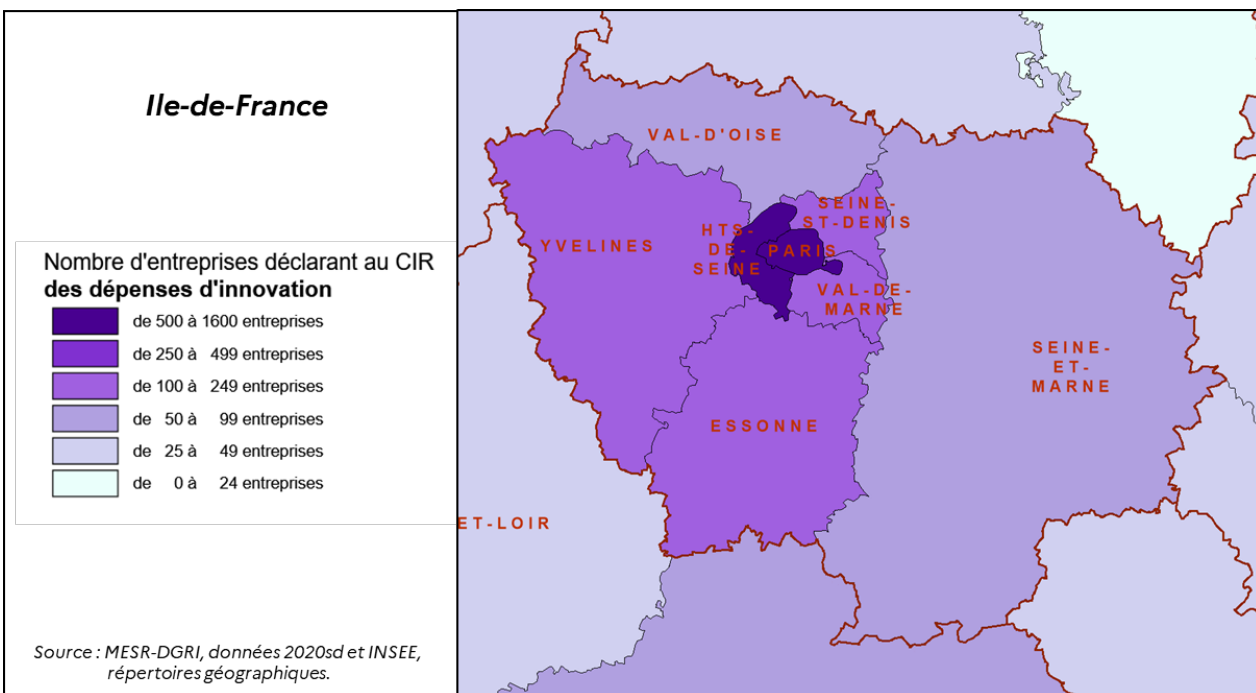 Ile-de-France
Nombre d'entreprises déclarant au CIR
des dépenses d'innovation
de 500 à 1600 entreprises
de 250 à 499 entreprises
de 100 à 249 entreprises
de 50 à 99 entreprises
de 25 à 49 entreprises
de 0 à 24 entreprises
Source : MESR-DGRI, données 2020sd et INSEE,
répertoires géographiques.
VAL-D'OISE
YVELINES
HTS-
DE-
SEINE
PARIS
SEINE-
ST-DENIS
VAL-DE-
MARNE
SEINE-
ET-
MARNE
ESSONNE
ET-LOIR